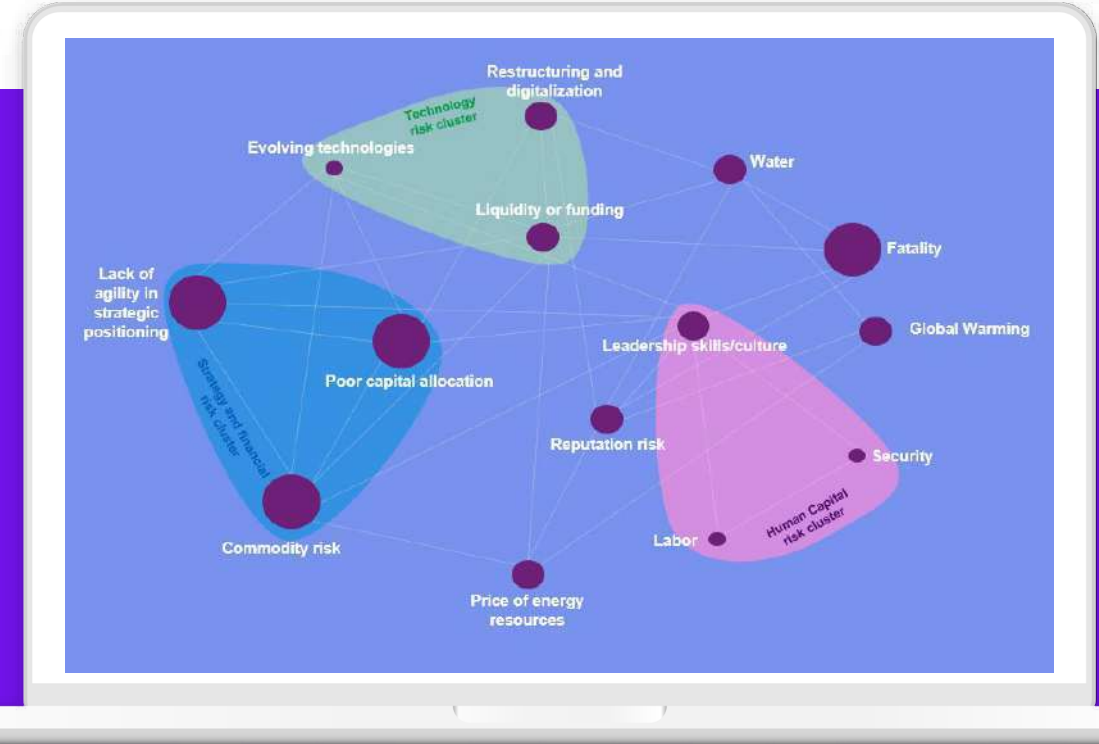 Restructuring and
digitalization
Technology
risk cluster
Evolving technologies
Water
Liquidity or funding
Fatality
Lack of
agility in
strategic
positioning
Global Warming
Leadership skills/culture
Poor capital allocation
Strategy and financial
risk cluster
Reputation risk
Security
Human Capital
risk cluster
Labor
Commodity risk
Price of energy
resources